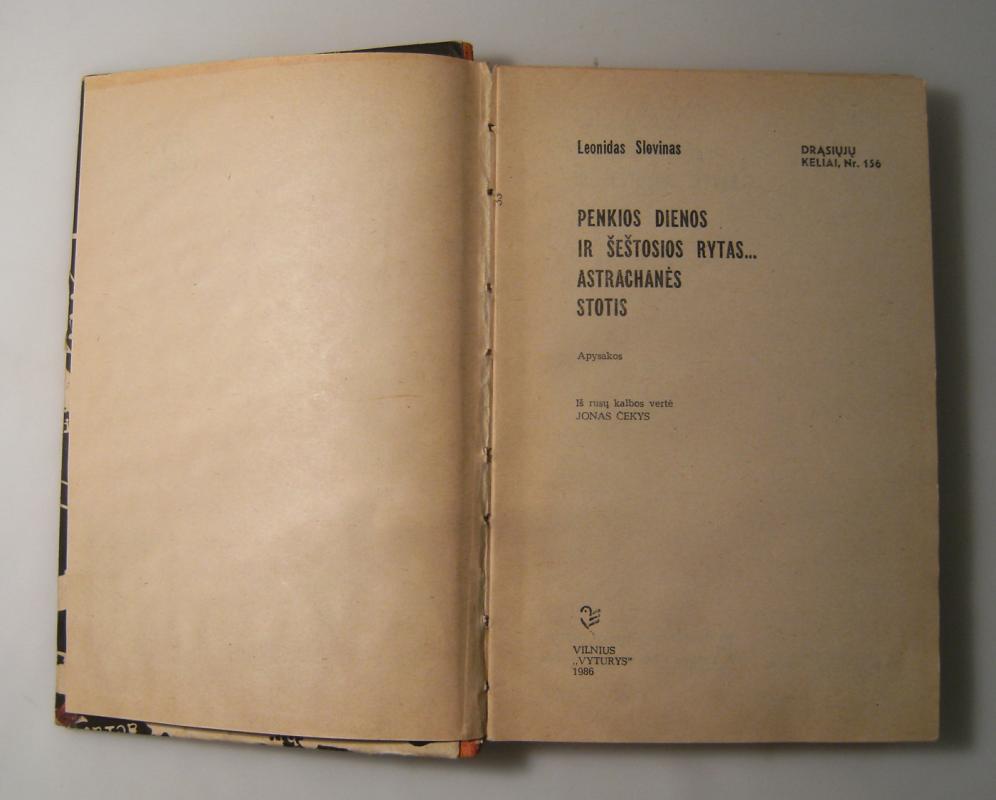 Leonidas Slovinas
DRĄSIŲJŲ
KELIAI, Nr. 156
PENKIOS DIENOS
IR ŠEŠTOSIOS RYTAS...
ASTRACHANĖS
STOTIS
Apysakos
Iš rusų kalbos vertė
JONAS ČEKYS
VILNIUS
„VYTURYS“
1986